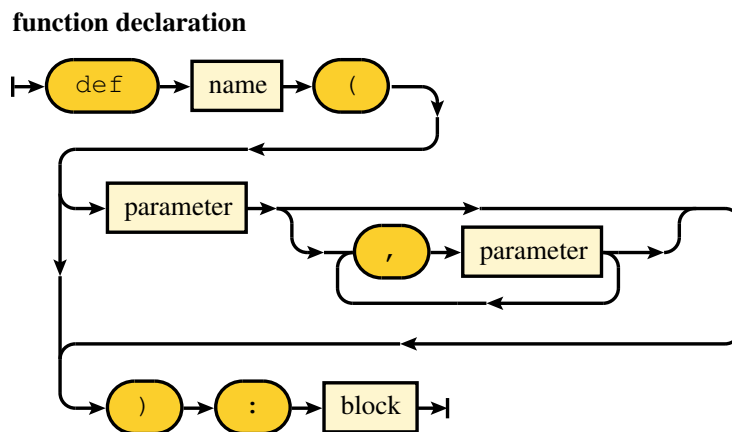 function declaration
def name (
parameter
, parameter
) : block